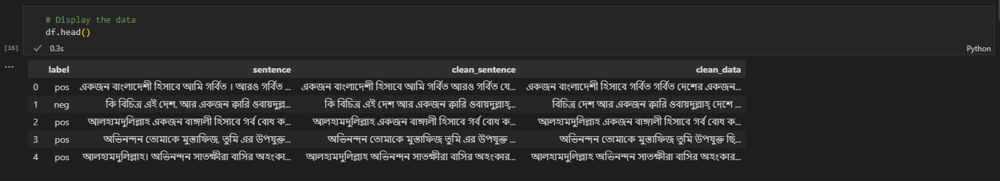 # Display the data
df.head()
[16] 0.3s Python
... label sentence clean_sentence clean_data
0 pos একজন বাংলাদেশী হিসাবে আমি গর্বিত । আরও গর্বিত ... একজন বাংলাদেশী হিসাবে আমি গর্বিত আরও গর্বিত যে... একজন বাংলাদেশী হিসাবে গর্বিত গর্বিত দেশের একজন...
1 neg কি বিচিত্র এই দেশ, আর একজন ক্বারি ওবায়দুল্ল... কি বিচিত্র এই দেশ আর একজন ক্বারি ওবায়দুল্লাহ্... বিচিত্র দেশ আর একজন ক্বারি ওবায়দুল্লাহ্ দেশে ...
2 pos আলহামদুলিল্লাহ একজন বাঙ্গালী হিসাবে গর্ব বোধ ক... আলহামদুলিল্লাহ একজন বাঙ্গালী হিসাবে গর্ব বোধ ক... আলহামদুলিল্লাহ একজন বাঙ্গালী হিসাবে গর্ব বোধ ক...
3 pos অভিনন্দন তোমাকে মুস্তাফিজ, তুমি এর উপযুক্ত... অভিনন্দন তোমাকে মুস্তাফিজ তুমি এর উপযুক্ত ... অভিনন্দন তোমাকে মুস্তাফিজ তুমি উপযুক্ত ছি...
4 pos আলহামদুলিল্লাহ। অভিনন্দন সাতক্ষীরা বাসির অহংকা... আলহামদুলিল্লাহ অভিনন্দন সাতক্ষীরা বাসির অহংকার... আলহামদুলিল্লাহ অভিনন্দন সাতক্ষীরা বাসির অহংকার...